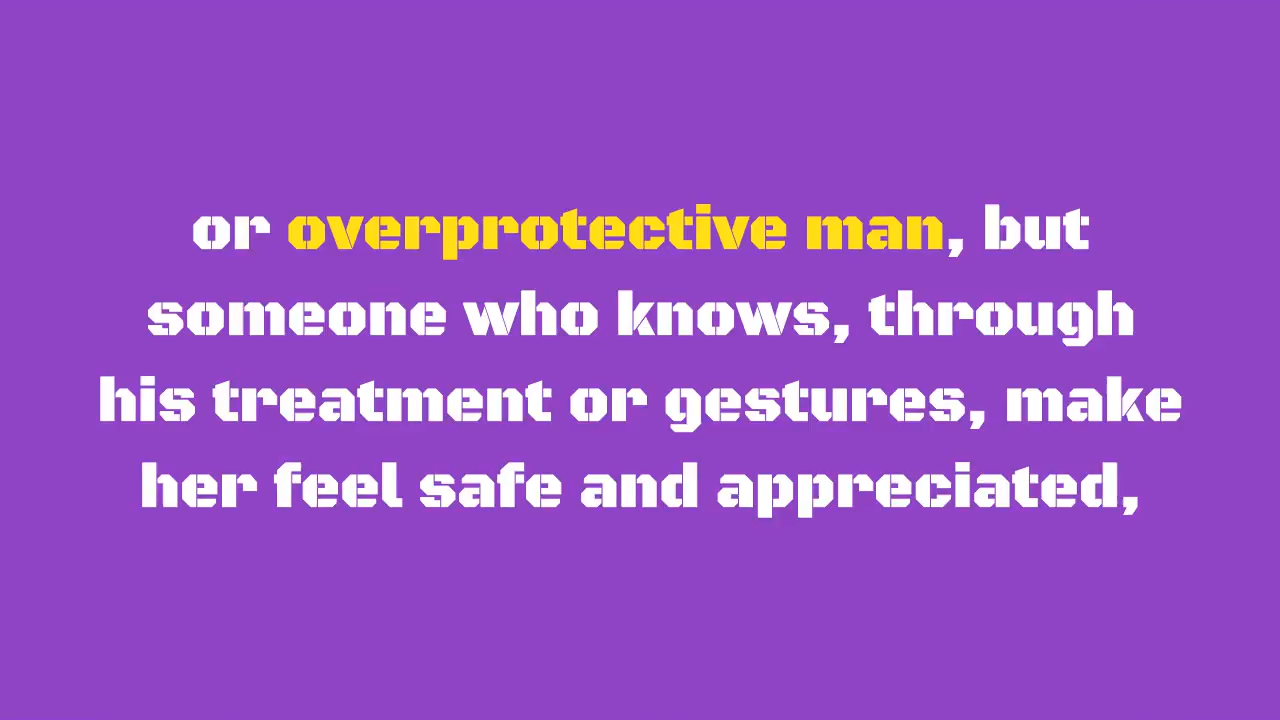 or overprotective man, but
someone who knows, through
his treatment or gestures, make
her feel safe and appreciated,